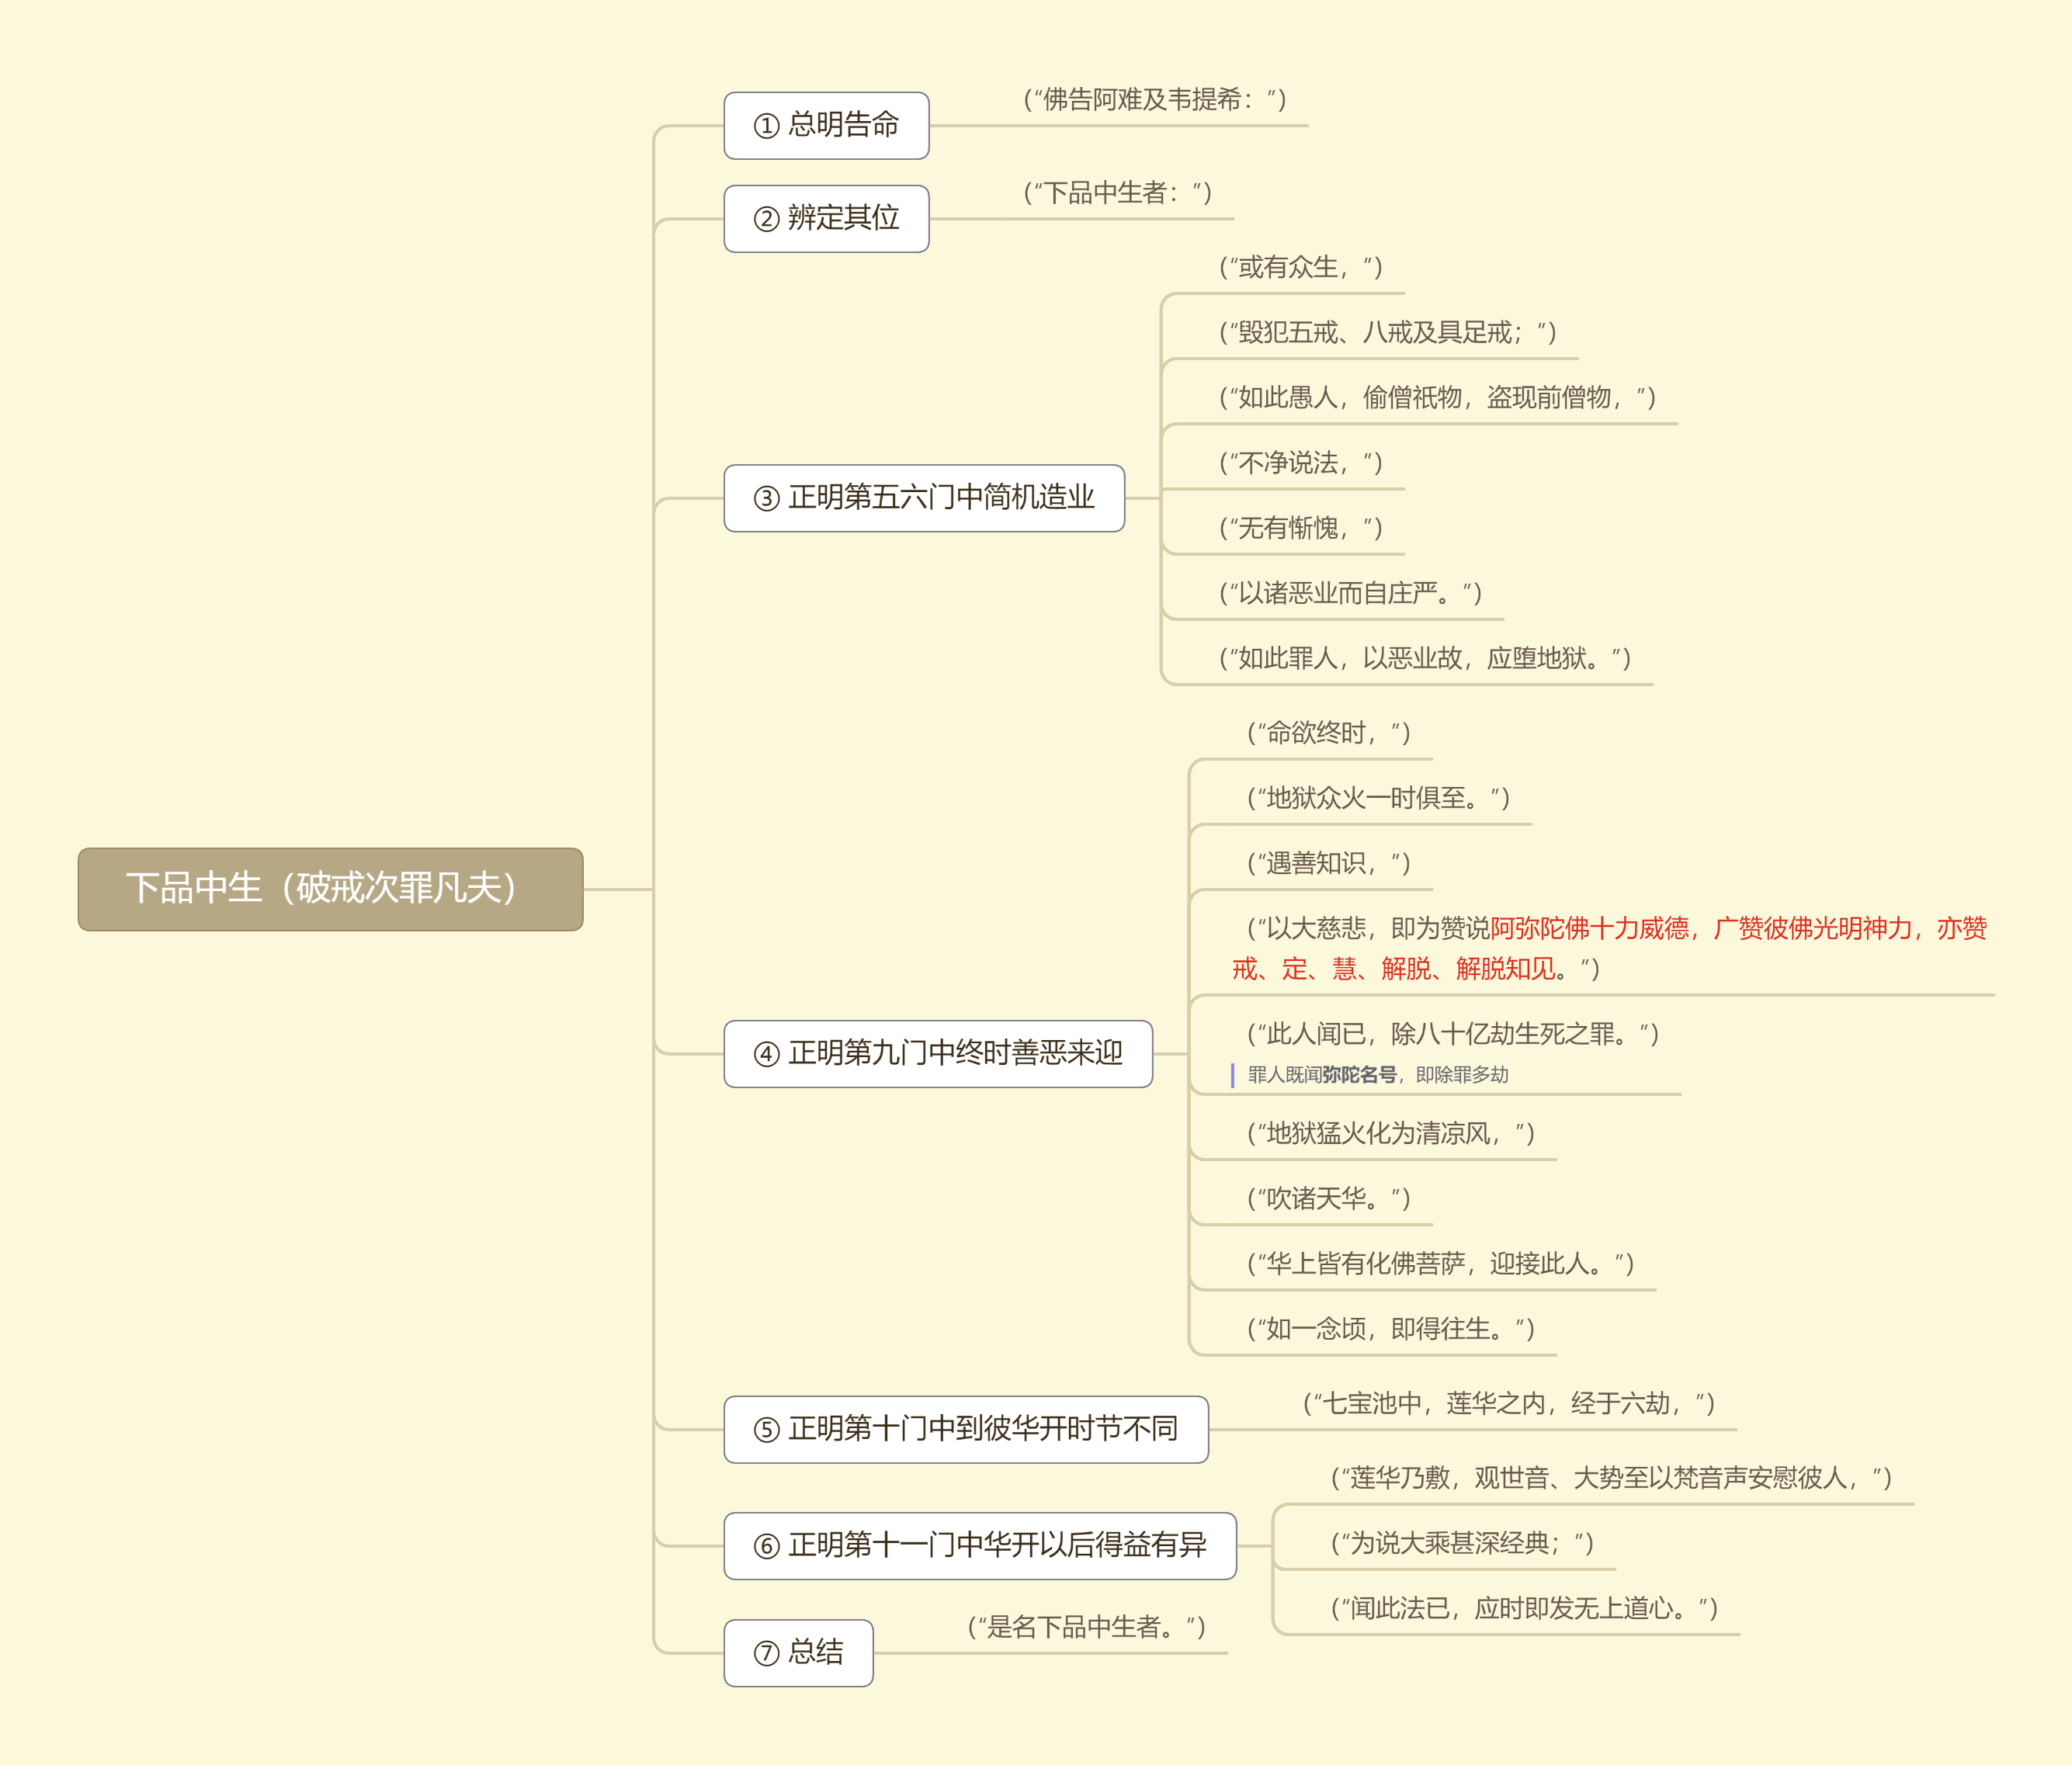 下品中生（破戒次罪凡夫）
① 总明告命
(“佛告阿难及韦提希：”)
② 辨定其位
(“下品中生者：”)
③ 正明第五六门中简机造业
(“或有众生，”)
(“毁犯五戒、八戒及具足戒；”)
(“如此愚人，偷僧祇物，盗现前僧物，”)
(“不净说法，”)
(“无有惭愧，”)
(“以诸恶业而自庄严。”)
(“如此罪人，以恶业故，应堕地狱。”)
④ 正明第九门中终时善恶来迎
(“命欲终时，”)
(“地狱众火一时俱至。”)
(“遇善知识，”)
(“以大慈悲，即为赞说阿弥陀佛十力威德，广赞彼佛光明神力，亦赞
戒、定、慧、解脱、解脱知见。”)
(“此人闻已，除八十亿劫生死之罪。”)
罪人既闻弥陀名号，即除罪多劫
(“地狱猛火化为清凉风，”)
(“吹诸天华。”)
(“华上皆有化佛菩萨，迎接此人。”)
(“如一念顷，即得往生。”)
⑤ 正明第十门中到彼华开时节不同
(“七宝池中，莲华之内，经于六劫，”)
⑥ 正明第十一门中华开以后得益有异
(“莲华乃敷，观世音、大势至以梵音声安慰彼人，”)
(“为说大乘甚深经典；”)
(“闻此法已，应时即发无上道心。”)
⑦ 总结
(“是名下品中生者。”)